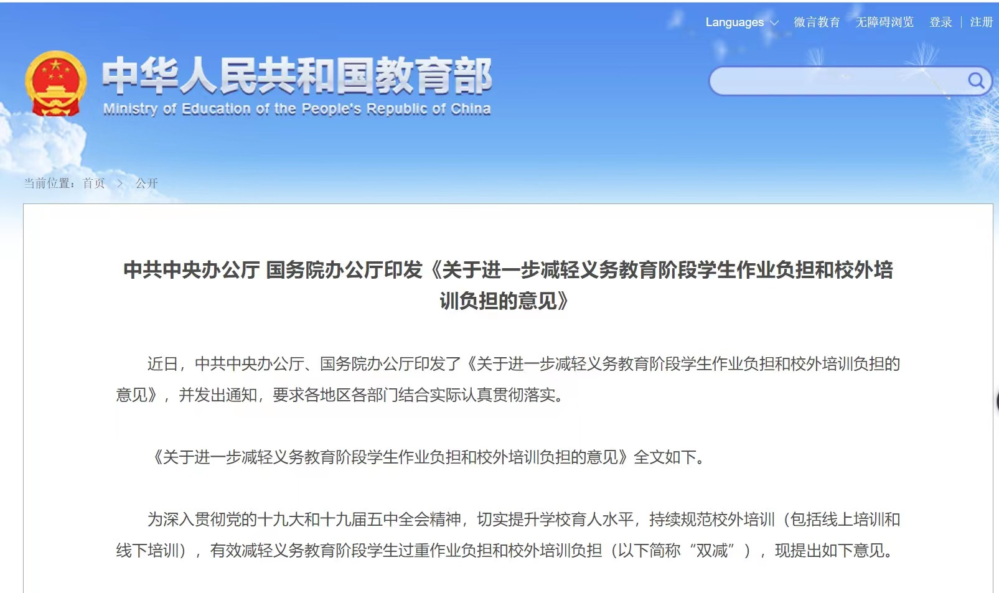 Languages 微言教育 无障碍浏览 登录 | 注册
中华人民共和国教育部
Ministry of Education of the People's Republic of China
当前位置：首页 > 公开
中共中央办公厅 国务院办公厅印发《关于进一步减轻义务教育阶段学生作业负担和校外培
训负担的意见》
近日，中共中央办公厅、国务院办公厅印发了《关于进一步减轻义务教育阶段学生作业负担和校外培训负担的
意见》，并发出通知，要求各地区各部门结合实际认真贯彻落实。
《关于进一步减轻义务教育阶段学生作业负担和校外培训负担的意见》全文如下。
为深入贯彻党的十九大和十九届五中全会精神，切实提升学校育人水平，持续规范校外培训（包括线上培训和
线下培训），有效减轻义务教育阶段学生过重作业负担和校外培训负担（以下简称“双减”），现提出如下意见。